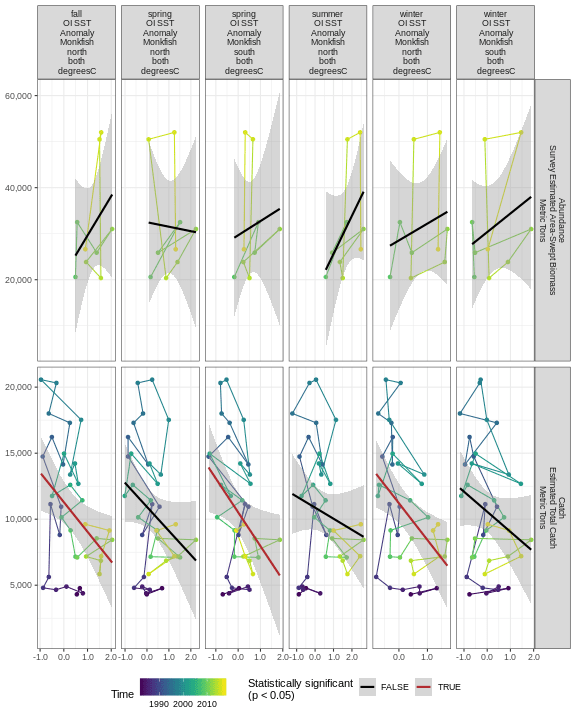 fall
OI SST
Anomaly
Monkfish
north
both
degreesC
spring
OI SST
Anomaly
Monkfish
north
both
degreesC
spring
OI SST
Anomaly
Monkfish
south
both
degreesC
summer
OI SST
Anomaly
Monkfish
north
both
degreesC
winter
OI SST
Anomaly
Monkfish
north
both
degreesC
winter
OI SST
Anomaly
Monkfish
south
both
degreesC
60,000
40,000
20,000
Abundance
Survey Estimated Area-Swept Biomass
Metric Tons
20,000
15,000
10,000
5,000
Catch
Estimated Total Catch
Metric Tons
-1.0 0.0 1.0 2.0
-1.0 0.0 1.0 2.0
-1.0 0.0 1.0 2.0
-1.0 0.0 1.0 2.0
0.0 1.0
-1.0 0.0 1.0 2.0
Time
1990 2000 2010
Statistically significant
(p < 0.05)
FALSE
TRUE